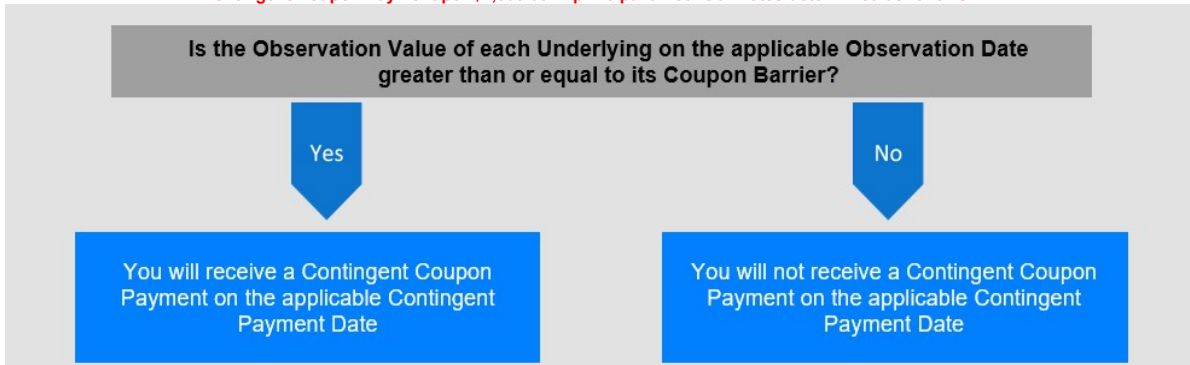 Is the Observation Value of each Underlying on the applicable Observation Date
greater than or equal to its Coupon Barrier?
Yes
No
You will receive a Contingent Coupon
Payment on the applicable Contingent
Payment Date
You will not receive a Contingent Coupon
Payment on the applicable Contingent
Payment Date